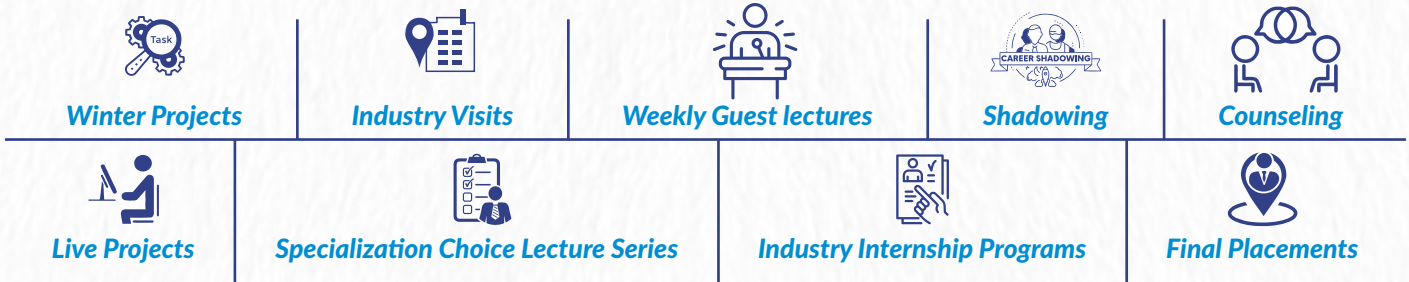 Task
CAREER SHADOWING
Winter Projects
Industry Visits
Weekly Guest lectures
Shadowing
Counseling
Live Projects
Specialization Choice Lecture Series
Industry Internship Programs
Final Placements